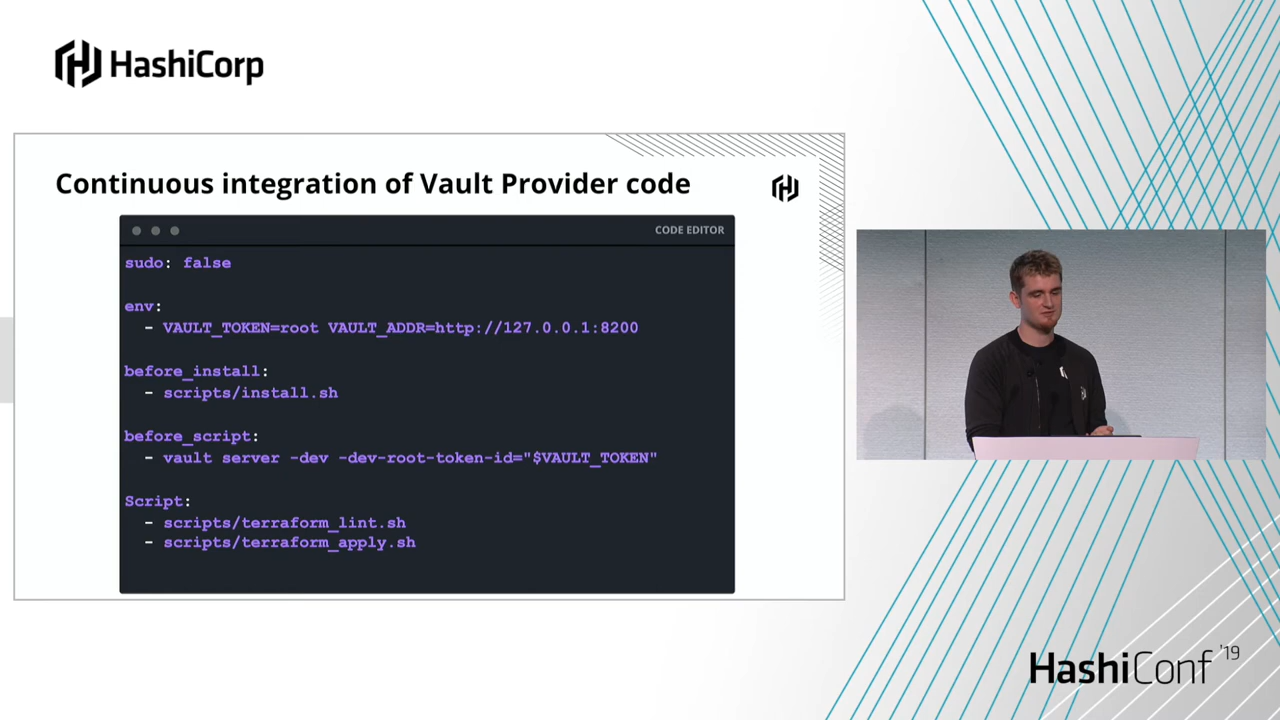 HashiCorp
Continuous integration of Vault Provider code
CODE EDITOR
sudo: false
env:
- VAULT_TOKEN=root VAULT_ADDR=http://127.0.0.1:8200
before_install:
- scripts/install.sh
before_script:
- vault server -dev -dev-root-token-id="$VAULT_TOKEN"
Script:
- scripts/terraform_lint.sh
- scripts/terraform_apply.sh
HashiConf '19